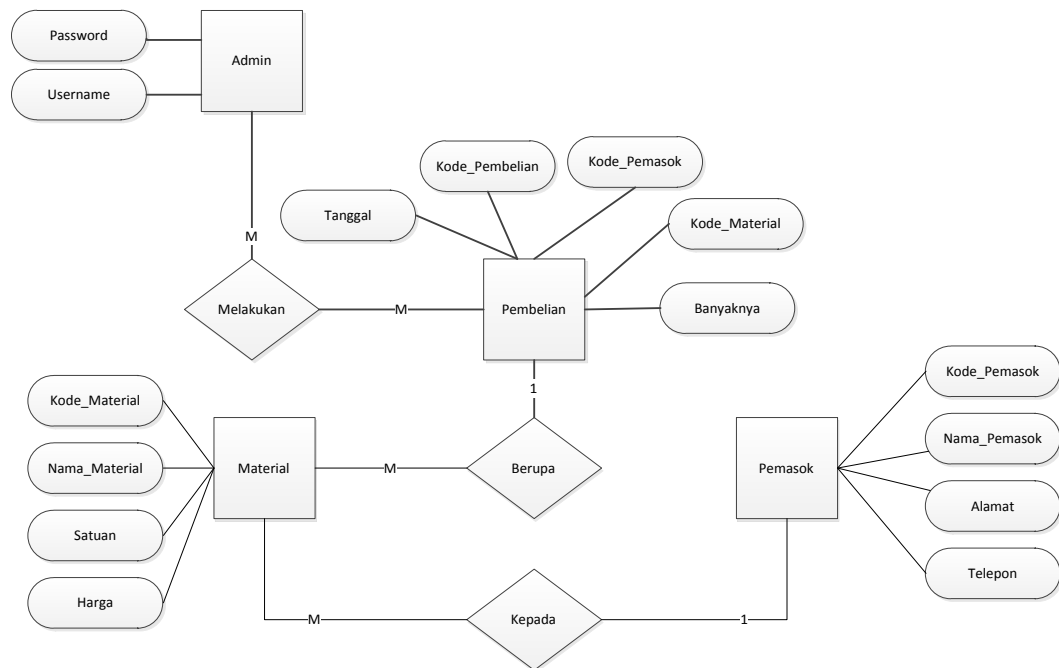 Password
Admin
Username
Kode_Pembelian
Kode_Pemasok
Tanggal
Kode_Material
M
Melakukan
M
Pembelian
Banyaknya
1
Kode_Material
Kode_Pemasok
Nama_Material
Material
M
Berupa
Pemasok
Nama_Pemasok
Satuan
Alamat
Harga
Telepon
M
Kepada
1